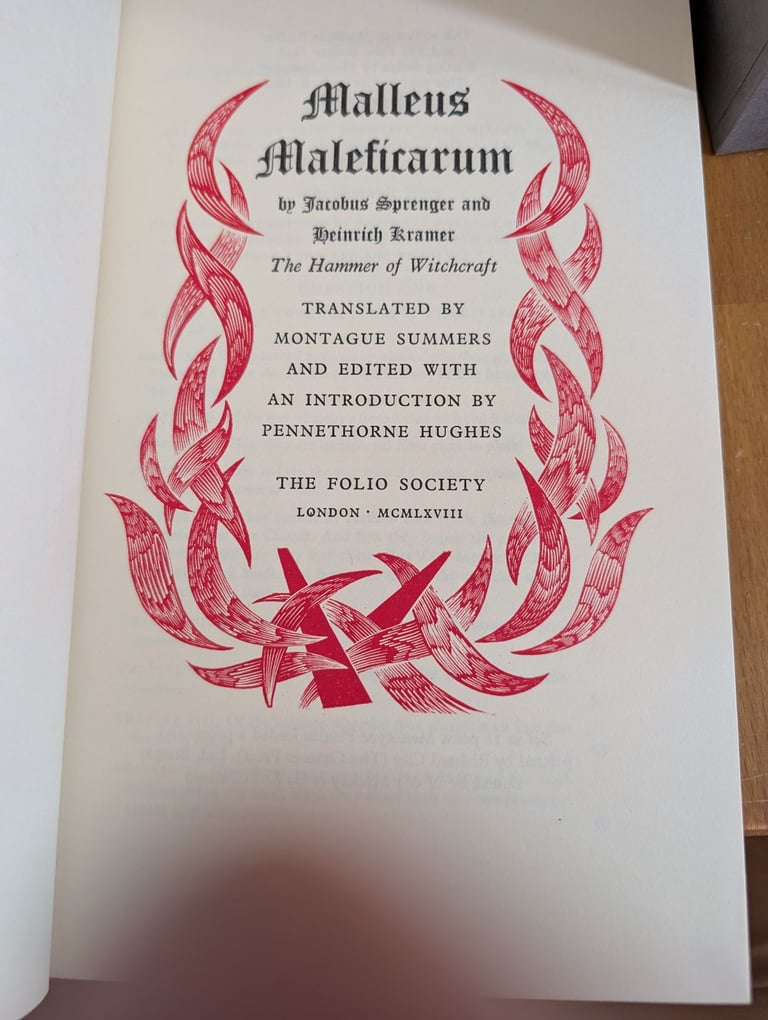 Malleus
Maleficarum
by Jacobus Sprenger and
Heinrich Kramer
The Hammer of Witchcraft
TRANSLATED BY
MONTAGUE SUMMERS
AND EDITED WITH
AN INTRODUCTION BY
PENNETHORNE HUGHES
THE FOLIO SOCIETY
LONDON · MCMLXVIII